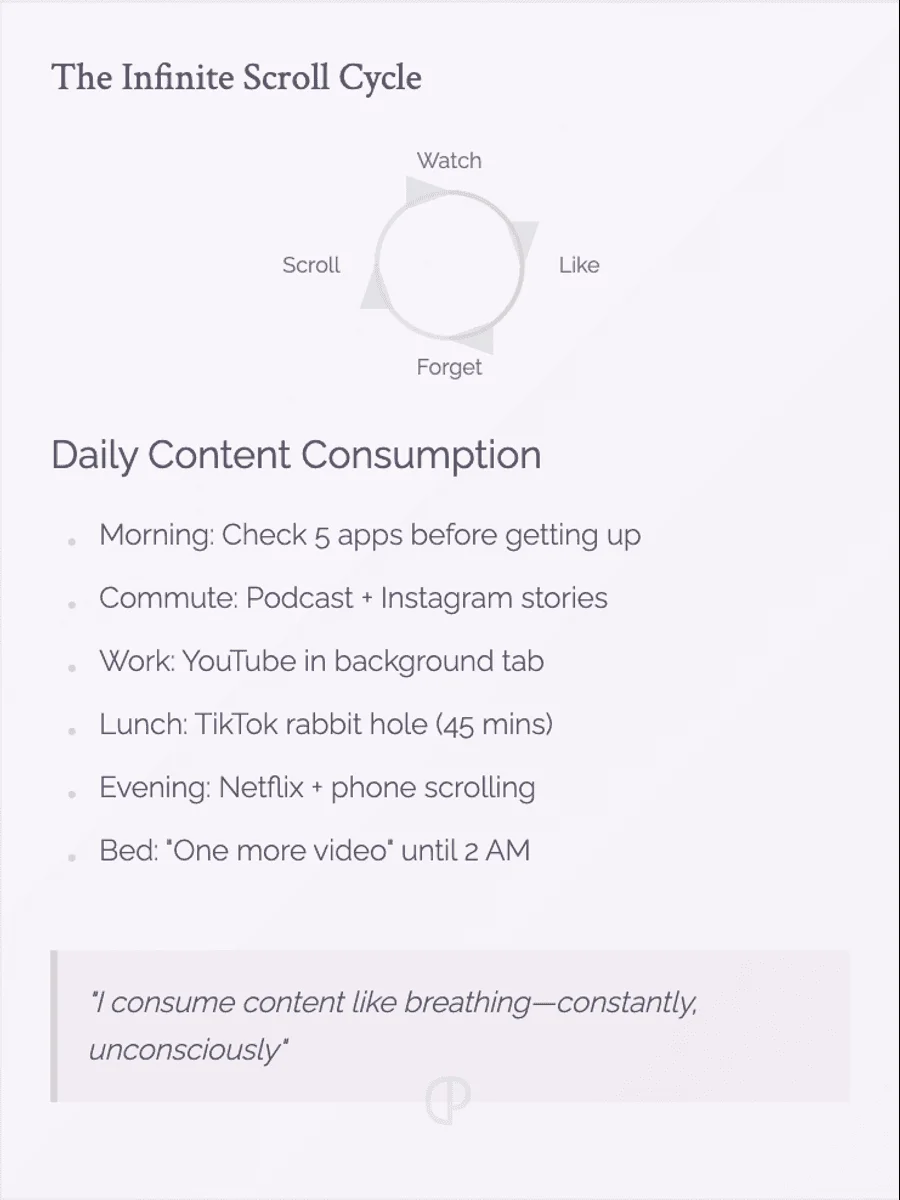 The Infinite Scroll Cycle
Watch
Scroll
Like
Forget
Daily Content Consumption
• Morning: Check 5 apps before getting up
• Commute: Podcast + Instagram stories
• Work: YouTube in background tab
• Lunch: TikTok rabbit hole (45 mins)
• Evening: Netflix + phone scrolling
• Bed: "One more video" until 2 AM
"I consume content like breathing—constantly,
unconsciously"